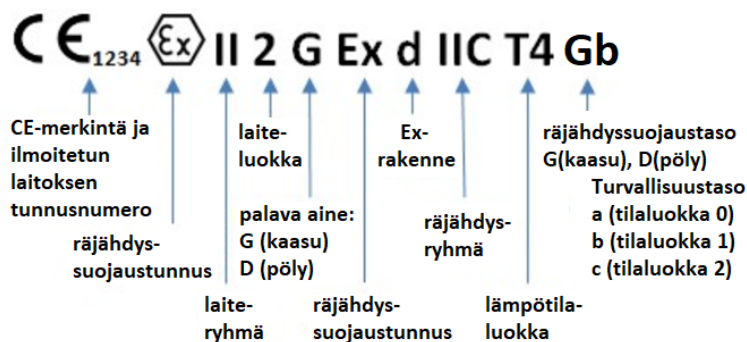 CE 1234 Ex II 2 G Ex d IIC T4 Gb
CE-merkintä ja
ilmoitetun
laitoksen
tunnusnumero
räjähdys-
suojaustunnus
laite-
ryhmä
laite-
luokka
palava aine:
G (kaasu)
D (pöly)
räjähdys-
suojaustunnus
Ex-
rakenne
räjähdys-
ryhmä
lämpötila-
luokka
räjähdyssuojaustaso
G(kaasu), D(pöly)
Turvallisuustaso
a (tilaluokka 0)
b (tilaluokka 1)
c (tilaluokka 2)